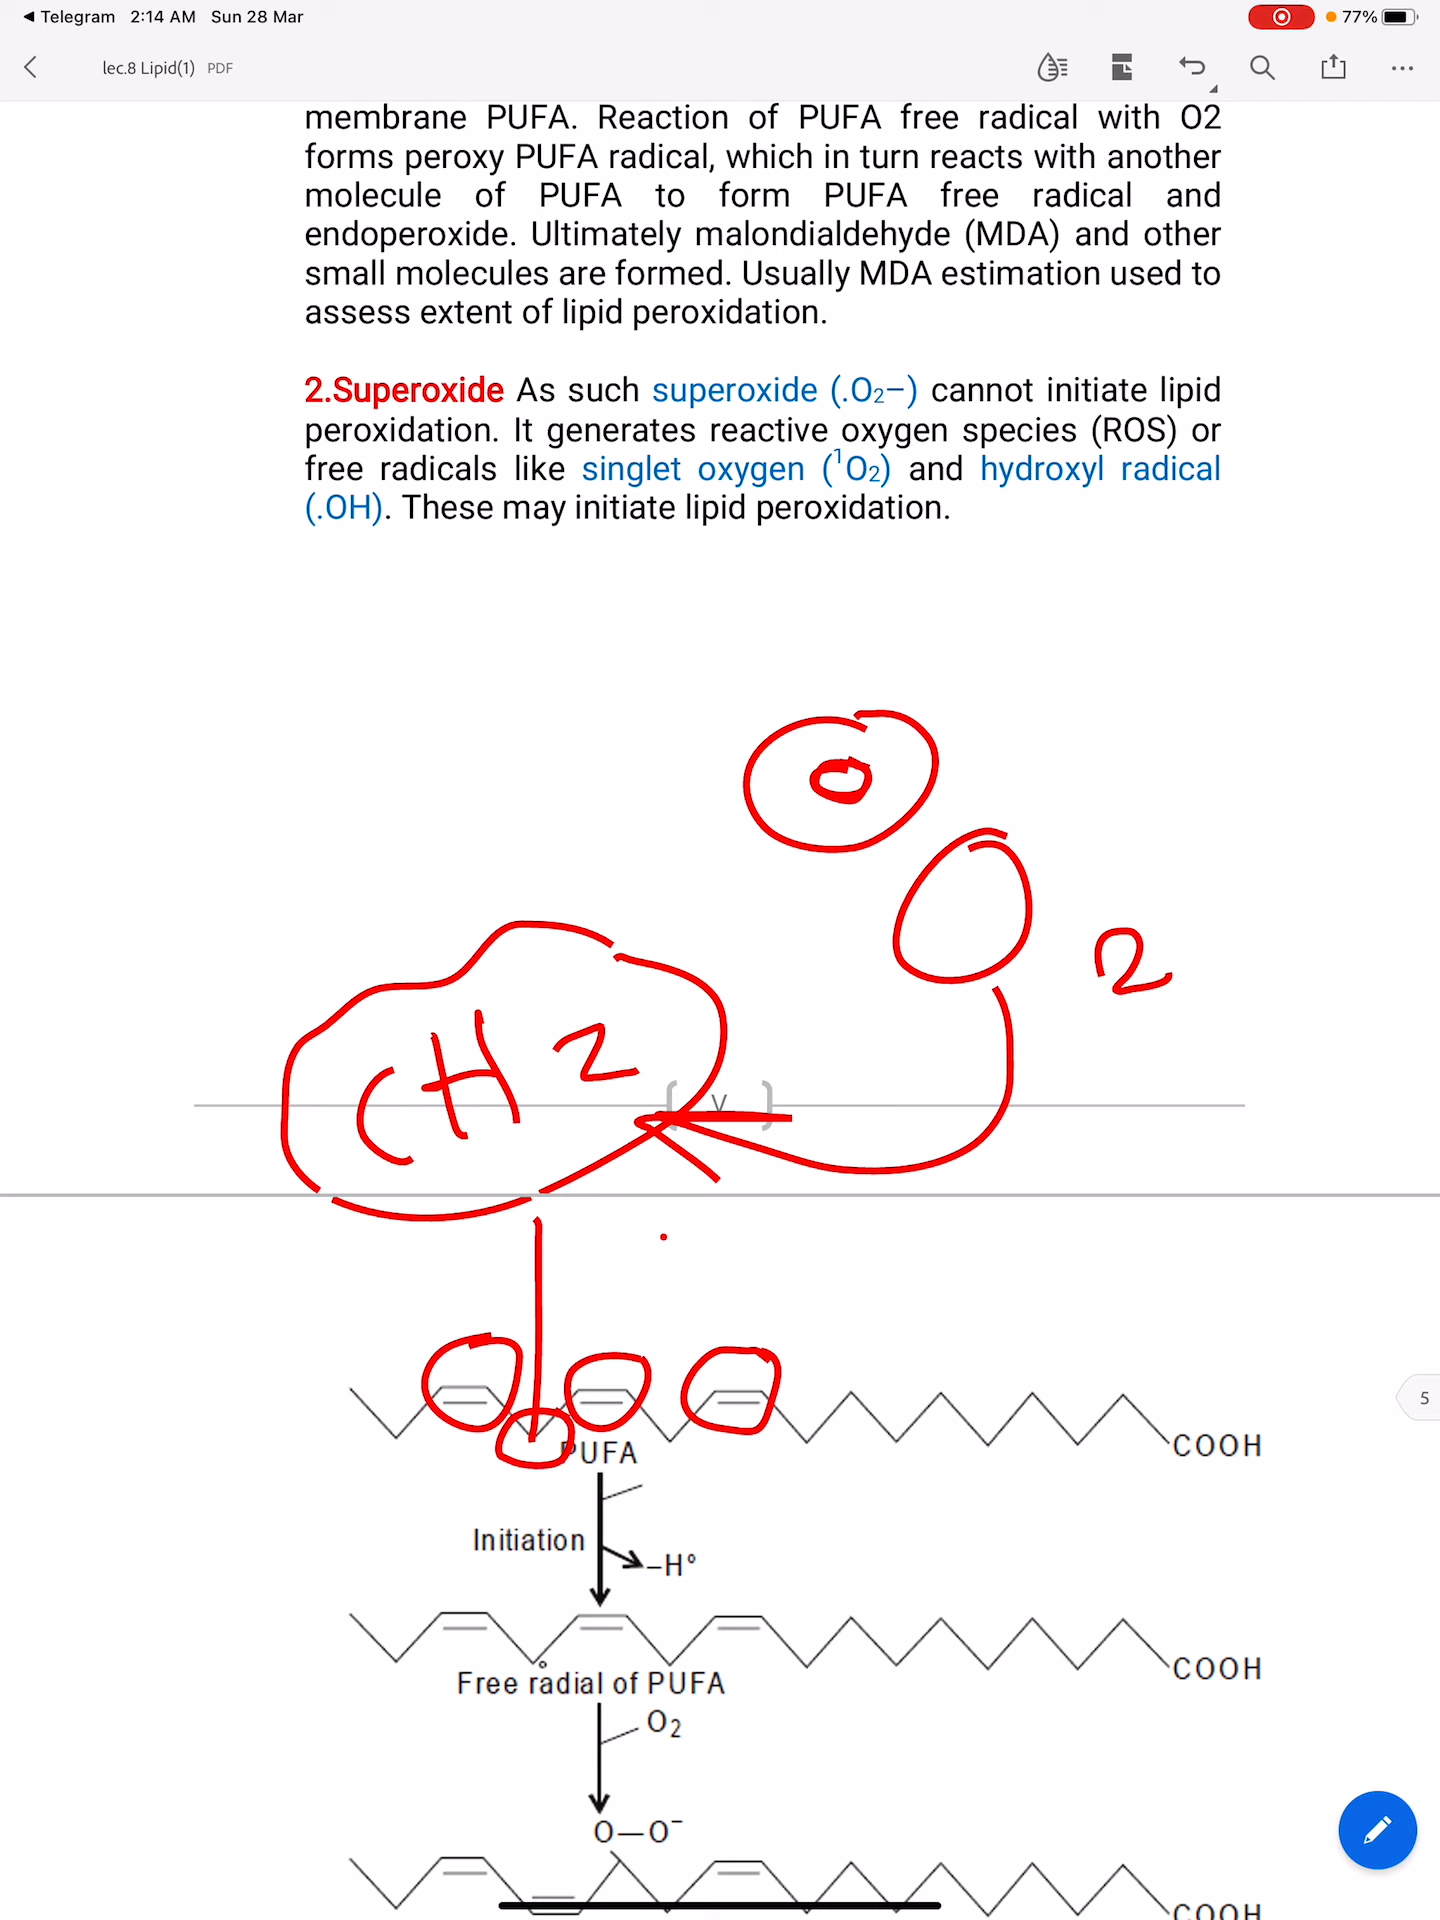 ◀ Telegram 2:14 AM Sun 28 Mar 77%
lec.8 Lipid(1) PDF
membrane PUFA. Reaction of PUFA free radical with O2
forms peroxy PUFA radical, which in turn reacts with another
molecule of PUFA to form PUFA free radical and
endoperoxide. Ultimately malondialdehyde (MDA) and other
small molecules are formed. Usually MDA estimation used to
assess extent of lipid peroxidation.
2.Superoxide As such superoxide (.O₂−) cannot initiate lipid
peroxidation. It generates reactive oxygen species (ROS) or
free radicals like singlet oxygen (¹O₂) and hydroxyl radical
(.OH). These may initiate lipid peroxidation.
O
O 2
CH2
V
5
COOH
PUFA
Initiation
–H°
COOH
Free radial of PUFA
O₂
O—O⁻
COOH